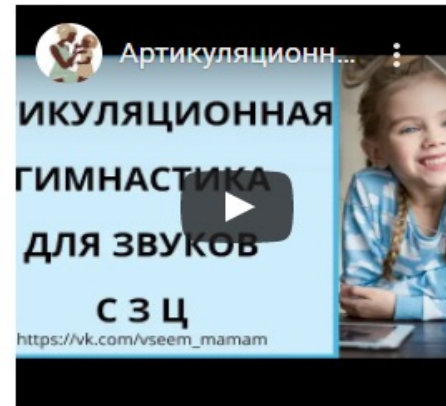 Артикуляционн...
ИКУЛЯЦИОННАЯ
ГИМНАСТИКА
ДЛЯ ЗВУКОВ
С З Ц
https://vk.com/vseem_mamam